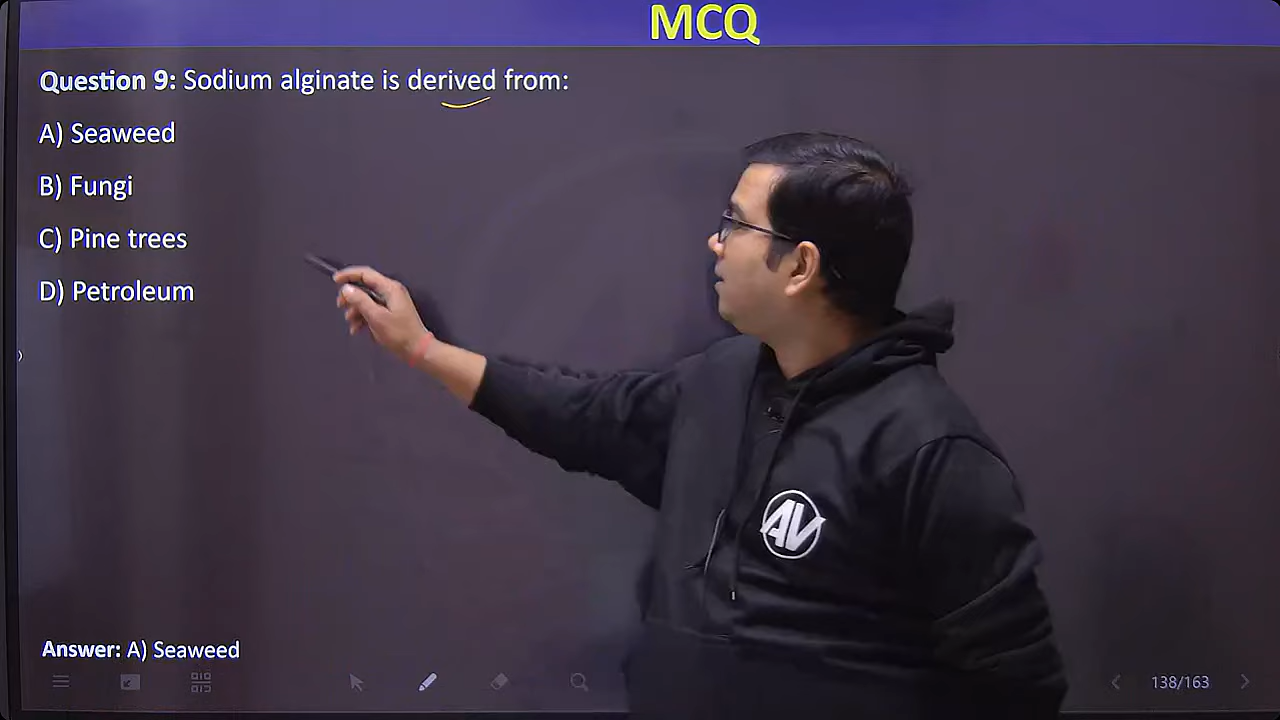 MCQ
Question 9: Sodium alginate is derived from:
A) Seaweed
B) Fungi
C) Pine trees
D) Petroleum
AV
Answer: A) Seaweed
138/163